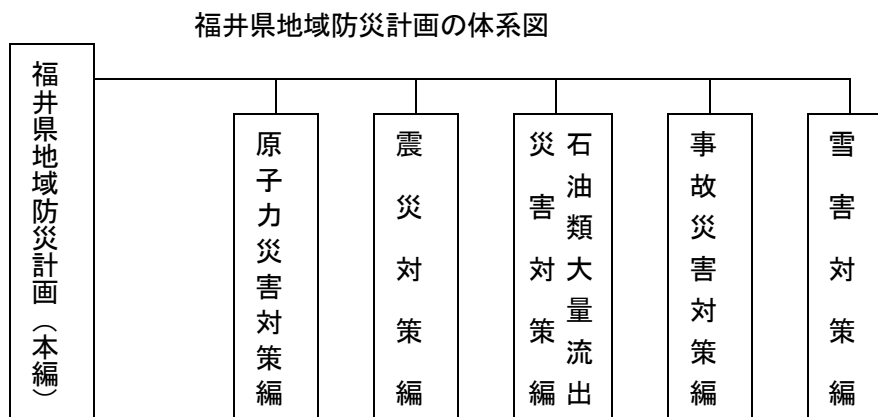 福井県地域防災計画の体系図
福井県地域防災計画（本編）
原子力災害対策編
震災対策編
石油類大量流出
災害対策編
事故災害対策編
雪害対策編